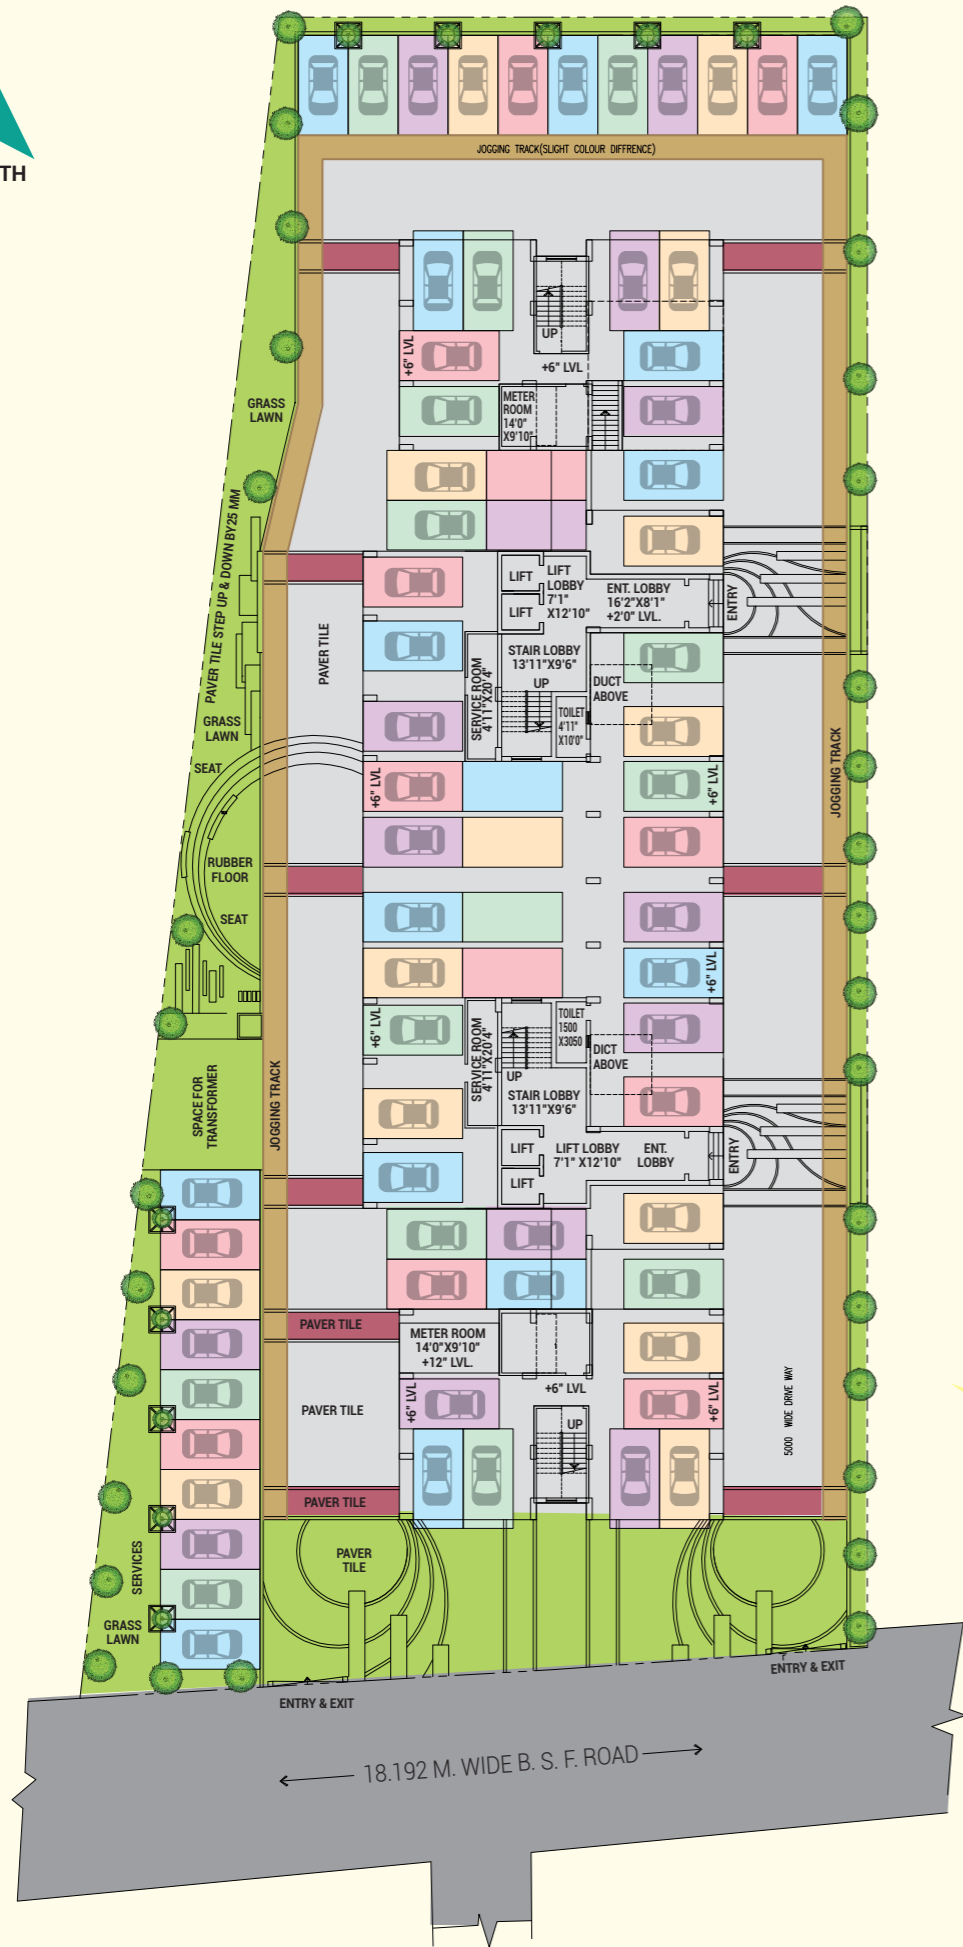 TH
JOGGING TRACK(SLIGHT COLOUR DIFFRENCE)
UP
+6" LVL
+6" LVL
METER
ROOM
14'0"
X9'10"
GRASS
LAWN
PAVER TILE STEP UP & DOWN BY25 MM
LIFT
LIFT
LOBBY
7'1"
X12'10"
LIFT
ENT. LOBBY
16'2"X8'1"
+2'0" LVL.
ENTRY
PAVER TILE
STAIR LOBBY
13'11"X9'6"
UP
SERVICE ROOM
4'11"X20'4"
TOILET
4'11"
X10'0"
DUCT
ABOVE
GRASS
LAWN
SEAT
+6" LVL
+6" LVL
JOGGING TRACK
RUBBER
FLOOR
SEAT
+6" LVL
+6" LVL
SERVICE ROOM
4'11"X20'4"
TOILET
1500
X3050
DICT
ABOVE
UP
STAIR LOBBY
13'11"X9'6"
SPACE FOR
TRANSFORMER
JOGGING TRACK
LIFT
LIFT LOBBY
7'1" X12'10"
ENT.
LOBBY
LIFT
ENTRY
PAVER TILE
METER ROOM
14'0"X9'10"
+12" LVL.
+6" LVL
+6" LVL
+6" LVL
PAVER TILE
UP
5000 WIDE DRIVE WAY
PAVER TILE
PAVER
TILE
SERVICES
GRASS
LAWN
ENTRY & EXIT
ENTRY & EXIT
18.192 M. WIDE B. S. F. ROAD